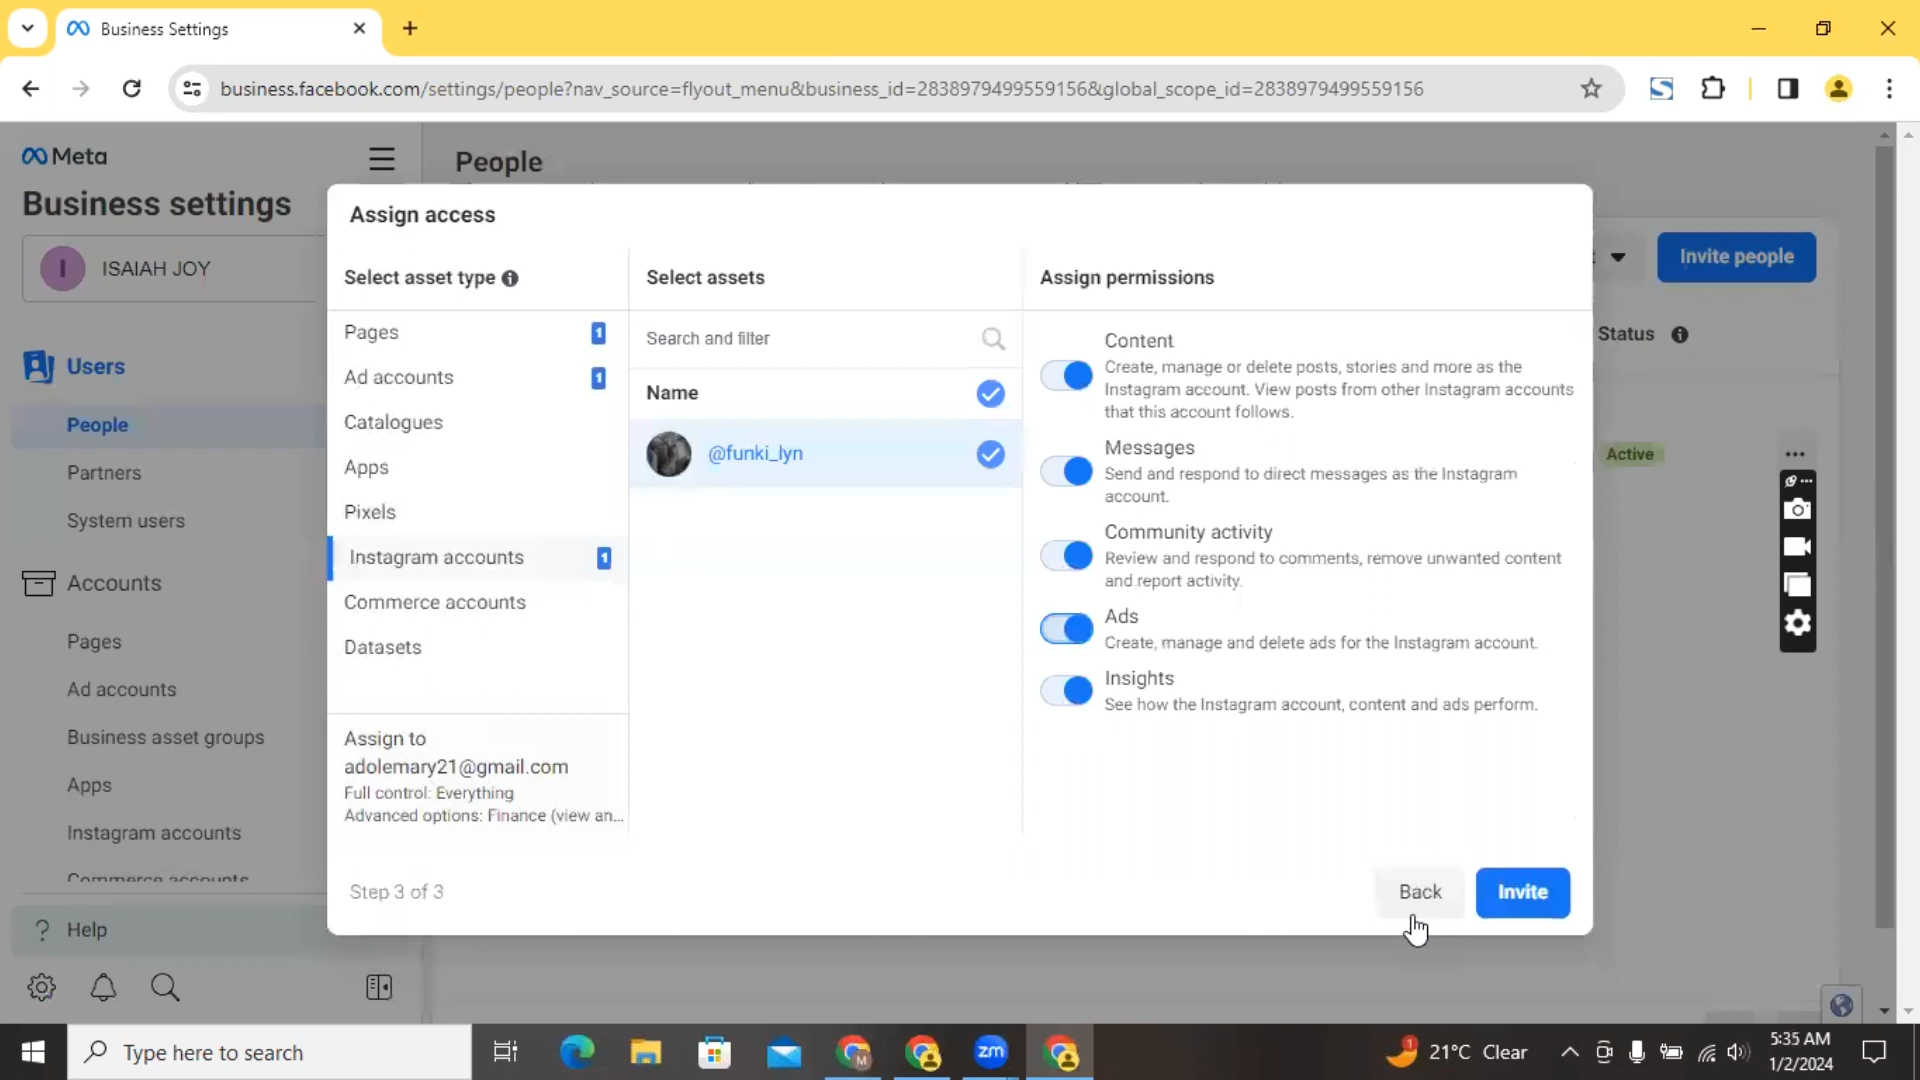 Business Settings
business.facebook.com/settings/people?nav_source=flyout_menu&business_id=2838979499559156&global_scope_id=2838979499559156
Meta
Business settings
I ISAIAH JOY
Users
People
Partners
System users
Accounts
Pages
Ad accounts
Business asset groups
Apps
Instagram accounts
Commerce accounts
? Help
People
Invite people
Status
Active
Assign access
Select asset type
Pages 1
Ad accounts 1
Catalogues
Apps
Pixels
Instagram accounts 1
Commerce accounts
Datasets
Assign to
adolemary21@gmail.com
Full control: Everything
Advanced options: Finance (view an...
Select assets
Search and filter
Name
@funki_lyn
Assign permissions
Content
Create, manage or delete posts, stories and more as the
Instagram account. View posts from other Instagram accounts
that this account follows.
Messages
Send and respond to direct messages as the Instagram
account.
Community activity
Review and respond to comments, remove unwanted content
and report activity.
Ads
Create, manage and delete ads for the Instagram account.
Insights
See how the Instagram account, content and ads perform.
Step 3 of 3
Back
Invite
Type here to search
M
zm
1
21°C Clear
5:35 AM
1/2/2024